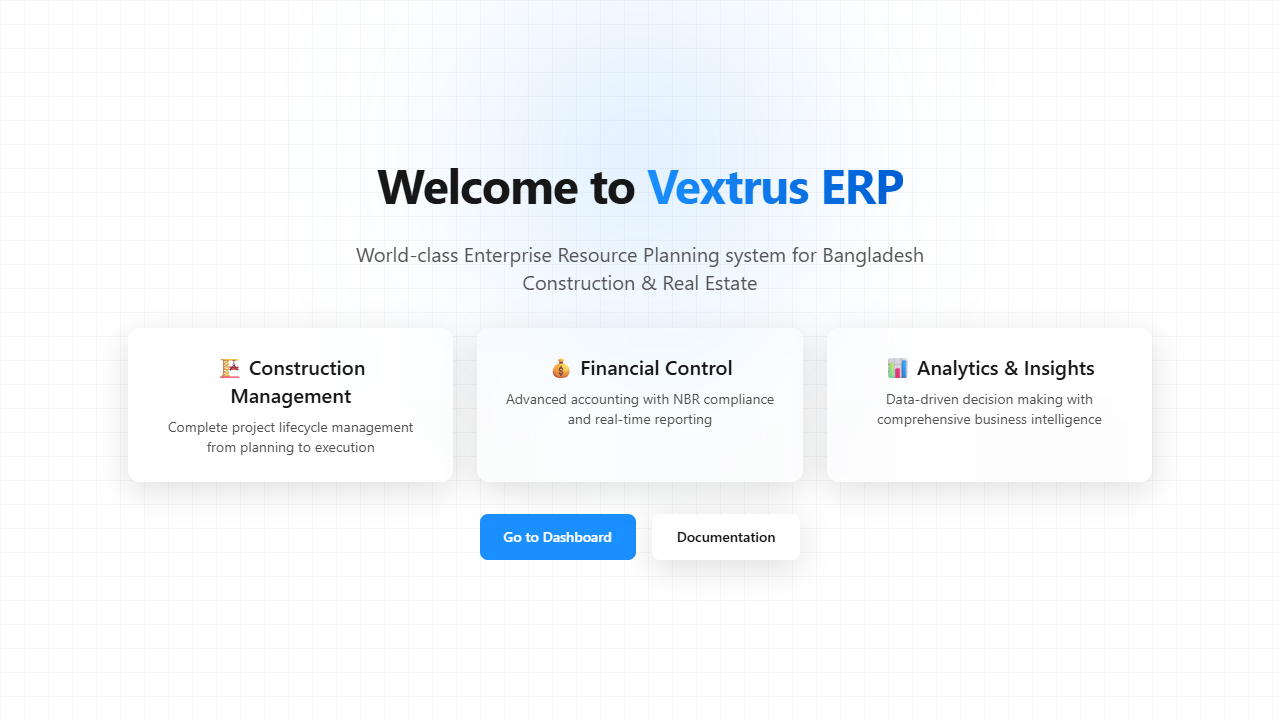 Welcome to Vextrus ERP
World-class Enterprise Resource Planning system for Bangladesh
Construction & Real Estate
🏗️ Construction
Management
Complete project lifecycle management
from planning to execution
💰 Financial Control
Advanced accounting with NBR compliance
and real-time reporting
📊 Analytics & Insights
Data-driven decision making with
comprehensive business intelligence
Go to Dashboard
Documentation